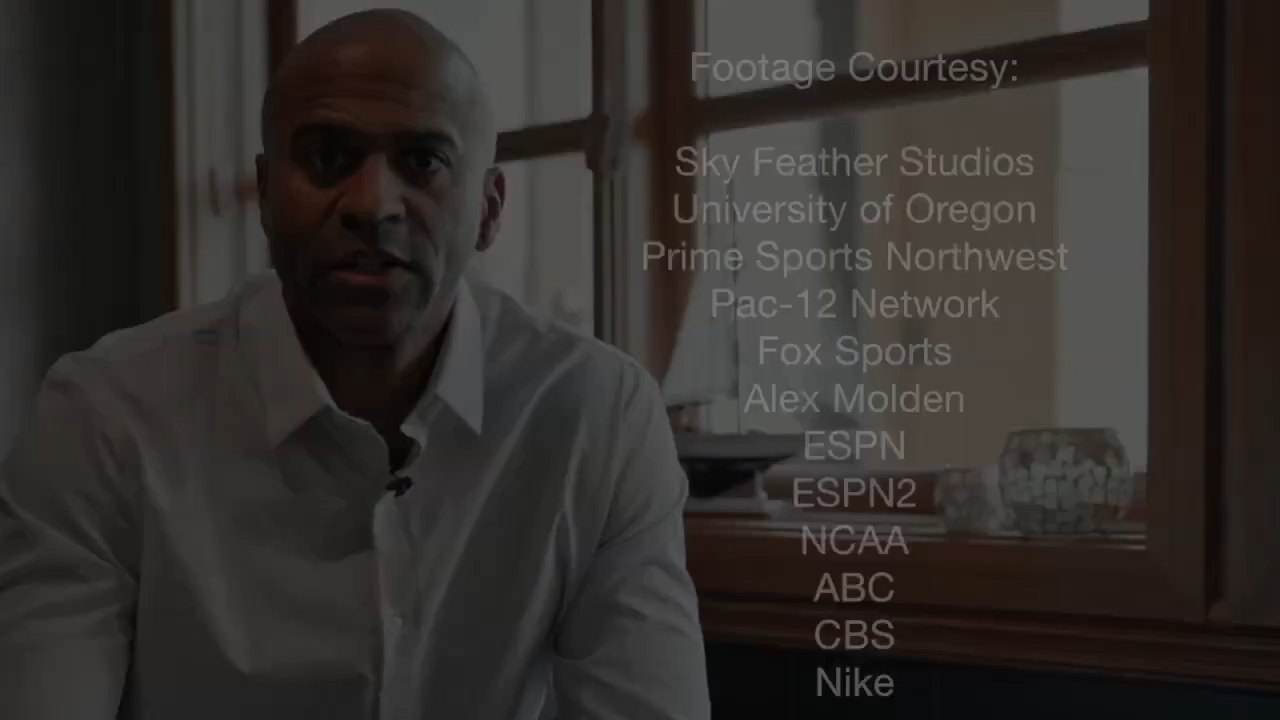 Footage Courtesy:
Sky Feather Studios
University of Oregon
Prime Sports Northwest
Pac-12 Network
Fox Sports
Alex Molden
ESPN
ESPN2
NCAA
ABC
CBS
Nike